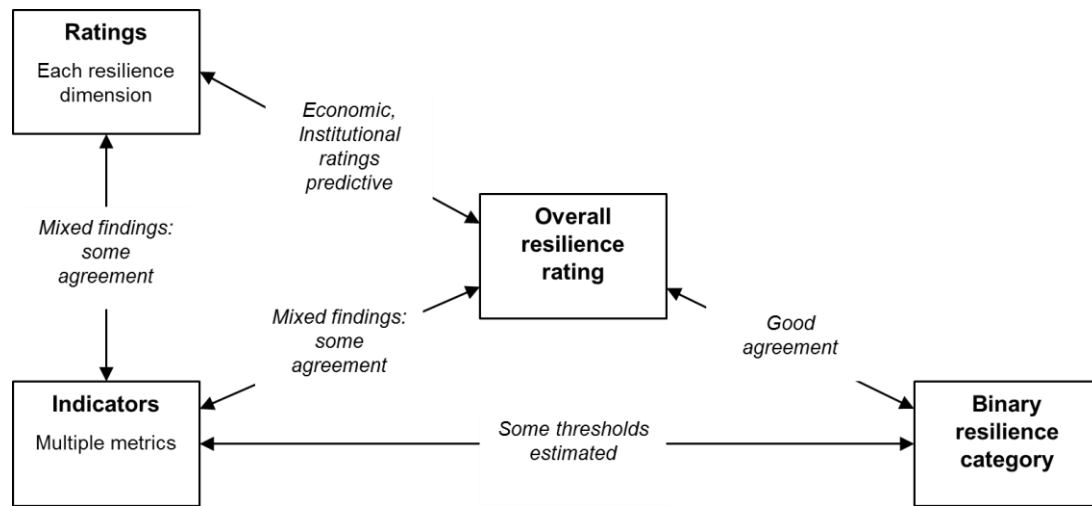 Ratings
Each resilience
dimension
Economic,
Institutional
ratings
predictive
Mixed findings:
some
agreement
Overall
resilience
rating
Mixed findings:
some
agreement
Good
agreement
Indicators
Multiple metrics
Some thresholds
estimated
Binary
resilience
category